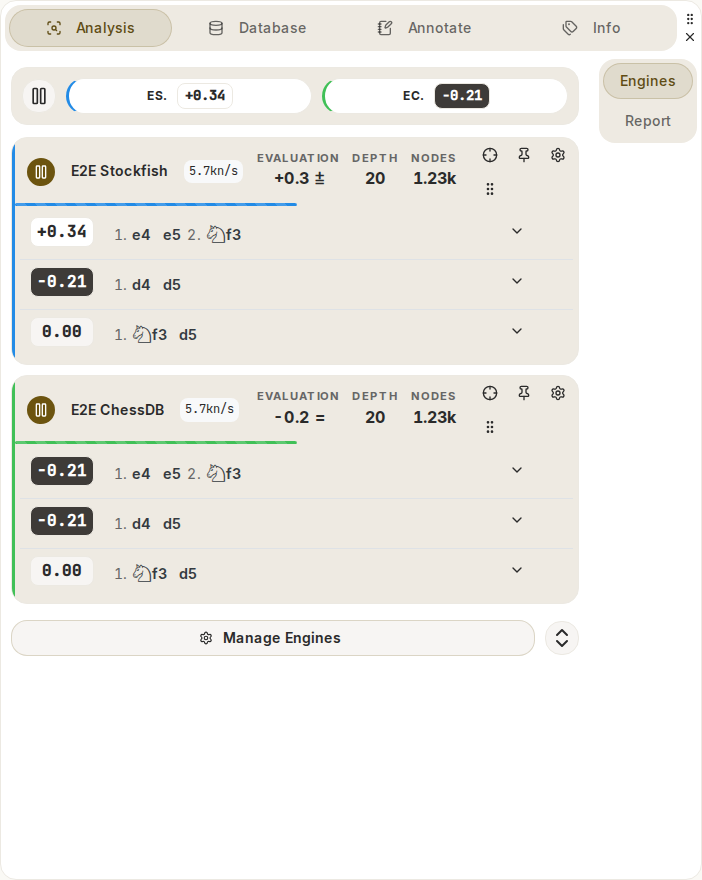 Analysis Database Annotate Info
Engines
Report
ES. +0.34 EC. -0.21
E2E Stockfish 5.7kn/s EVALUATION DEPTH NODES
+0.3 ± 20 1.23k
+0.34 1. e4 e5 2. ♘f3
-0.21 1. d4 d5
0.00 1. ♘f3 d5
E2E ChessDB 5.7kn/s EVALUATION DEPTH NODES
-0.2 = 20 1.23k
-0.21 1. e4 e5 2. ♘f3
-0.21 1. d4 d5
0.00 1. ♘f3 d5
Manage Engines